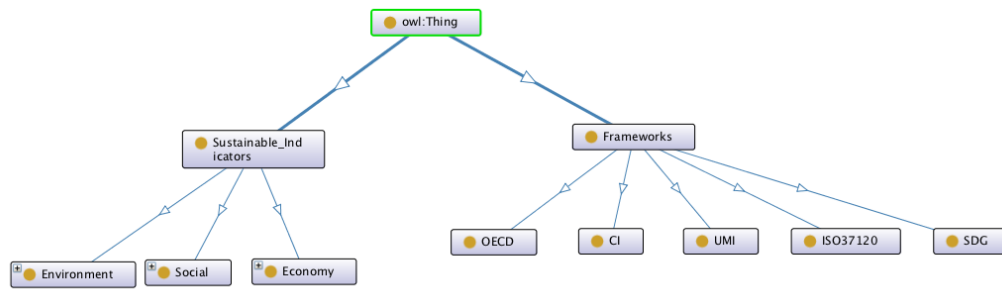 owl:Thing
Sustainable_Ind
icators
Frameworks
OECD
CI
UMI
ISO37120
SDG
Environment
Social
Economy